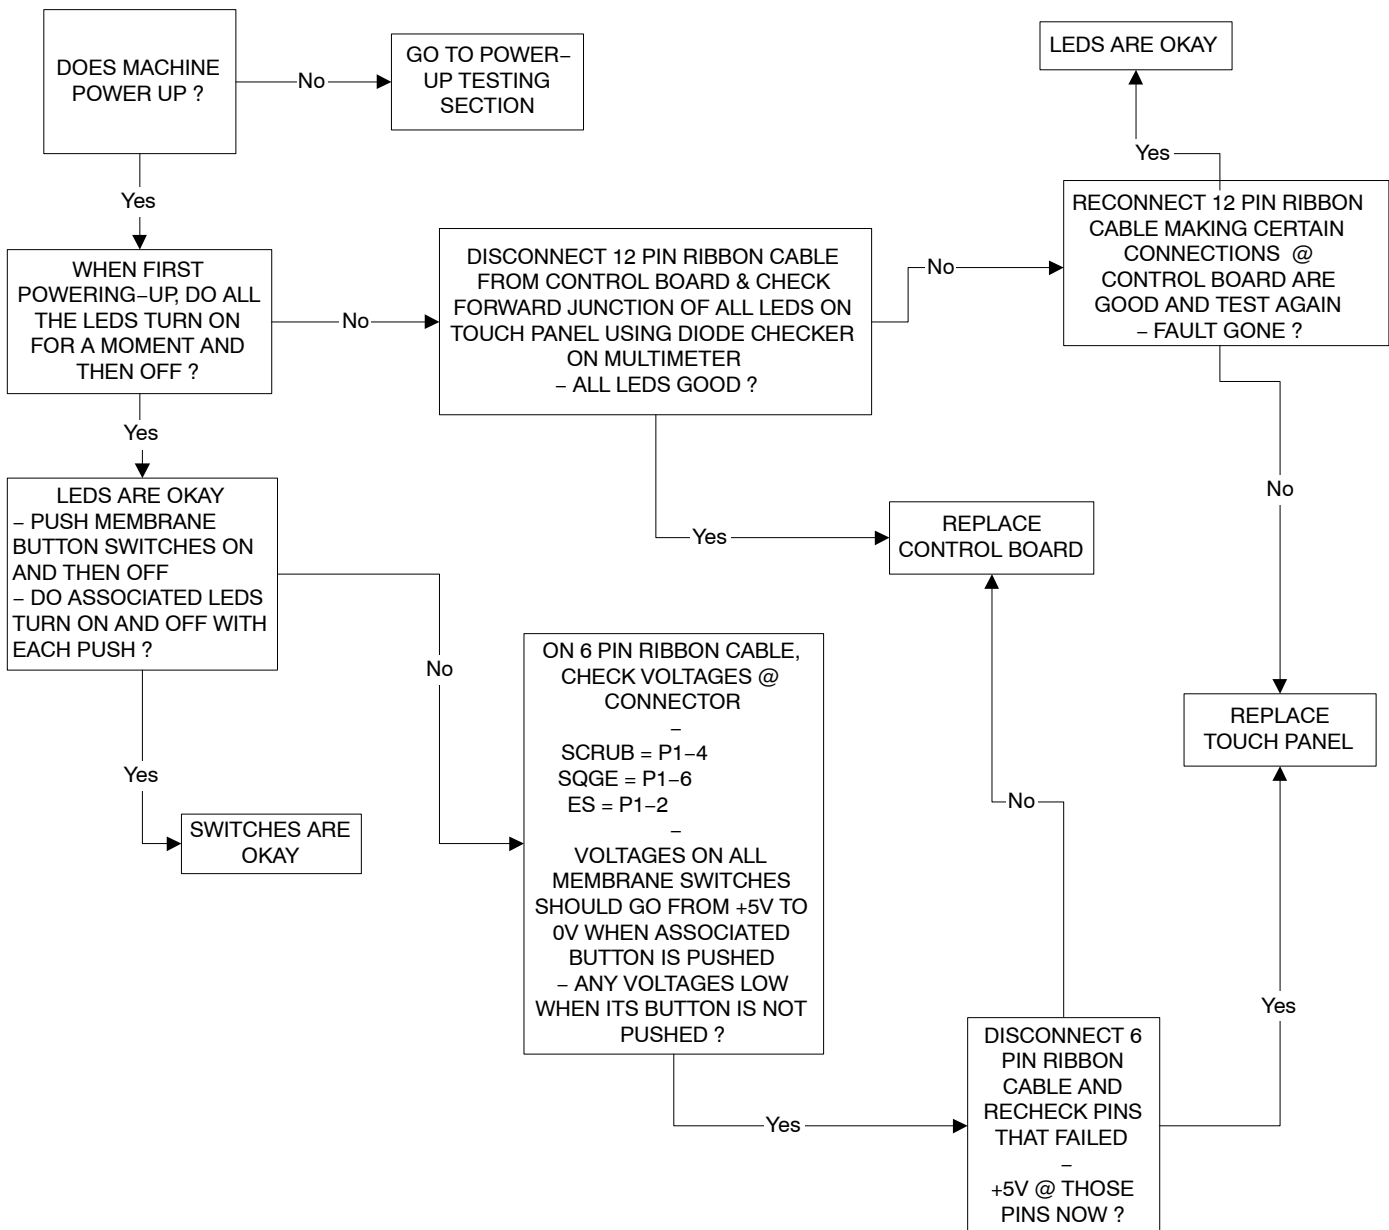 DOES MACHINE
POWER UP ?
No
GO TO POWER–
UP TESTING
SECTION
LEDS ARE OKAY
Yes
Yes
RECONNECT 12 PIN RIBBON
CABLE MAKING CERTAIN
CONNECTIONS @
CONTROL BOARD ARE
GOOD AND TEST AGAIN
– FAULT GONE ?
WHEN FIRST
POWERING–UP, DO ALL
THE LEDS TURN ON
FOR A MOMENT AND
THEN OFF ?
No
DISCONNECT 12 PIN RIBBON CABLE
FROM CONTROL BOARD & CHECK
FORWARD JUNCTION OF ALL LEDS ON
TOUCH PANEL USING DIODE CHECKER
ON MULTIMETER
– ALL LEDS GOOD ?
No
Yes
LEDS ARE OKAY
– PUSH MEMBRANE
BUTTON SWITCHES ON
AND THEN OFF
– DO ASSOCIATED LEDS
TURN ON AND OFF WITH
EACH PUSH ?
Yes
REPLACE
CONTROL BOARD
No
No
ON 6 PIN RIBBON CABLE,
CHECK VOLTAGES @
CONNECTOR
–
SCRUB = P1–4
SQGE = P1–6
ES = P1–2
–
VOLTAGES ON ALL
MEMBRANE SWITCHES
SHOULD GO FROM +5V TO
0V WHEN ASSOCIATED
BUTTON IS PUSHED
– ANY VOLTAGES LOW
WHEN ITS BUTTON IS NOT
PUSHED ?
REPLACE
TOUCH PANEL
Yes
SWITCHES ARE
OKAY
No
Yes
Yes
DISCONNECT 6
PIN RIBBON
CABLE AND
RECHECK PINS
THAT FAILED
–
+5V @ THOSE
PINS NOW ?